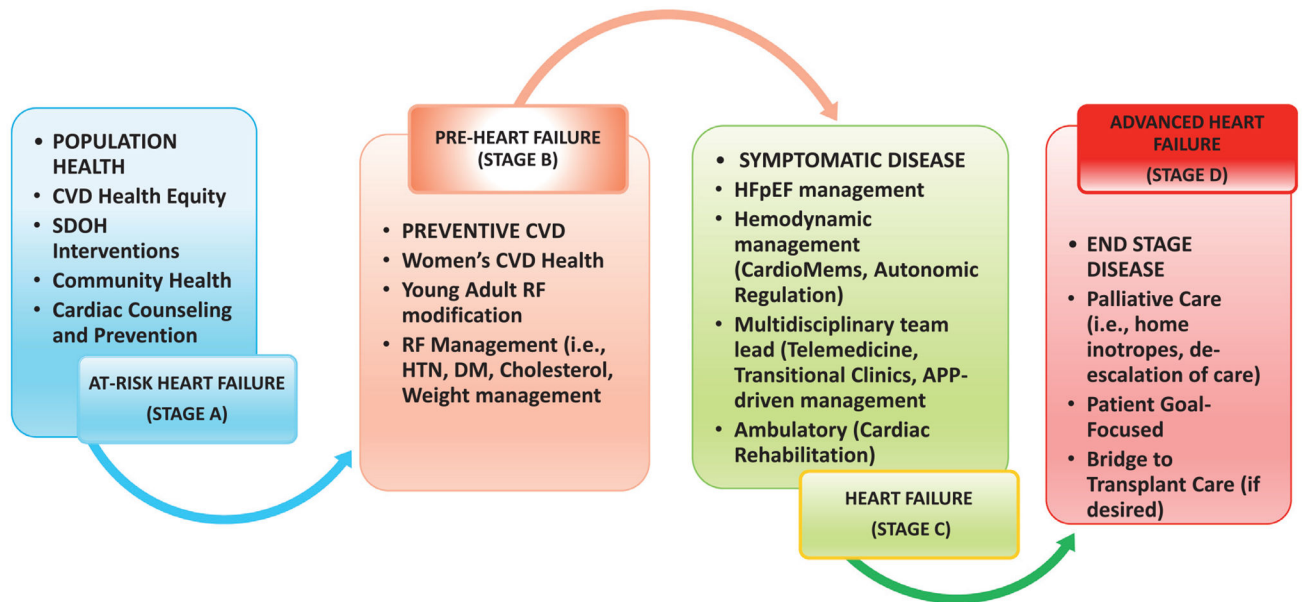 • POPULATION
HEALTH
• CVD Health Equity
• SDOH
Interventions
• Community Health
• Cardiac Counseling
and Prevention
AT-RISK HEART FAILURE
(STAGE A)
PRE-HEART FAILURE
(STAGE B)
• PREVENTIVE CVD
• Women’s CVD Health
• Young Adult RF
modification
• RF Management (i.e.,
HTN, DM, Cholesterol,
Weight management
• SYMPTOMATIC DISEASE
• HFpEF management
• Hemodynamic
management
(CardioMems, Autonomic
Regulation)
• Multidisciplinary team
lead (Telemedicine,
Transitional Clinics, APP-
driven management
• Ambulatory (Cardiac
Rehabilitation)
HEART FAILURE
(STAGE C)
ADVANCED HEART
FAILURE
(STAGE D)
• END STAGE
DISEASE
• Palliative Care
(i.e., home
inotropes, de-
escalation of care)
• Patient Goal-
Focused
• Bridge to
Transplant Care (if
desired)